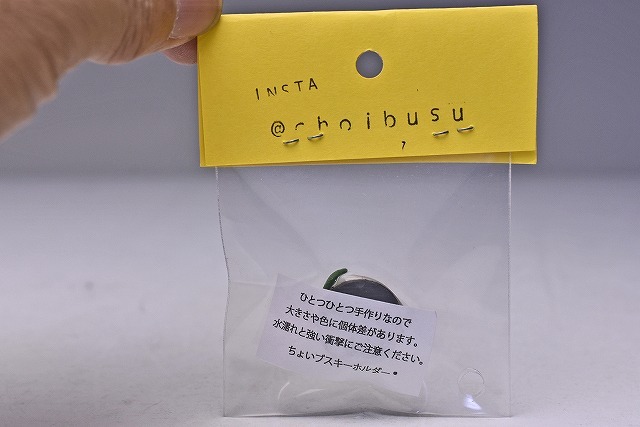 INSTA
@choibusu
ひとつひとつ手作りなので
大きさや色に個体差があります。
水濡れと強い衝撃にご注意ください。
ちょいブスキーホルダー